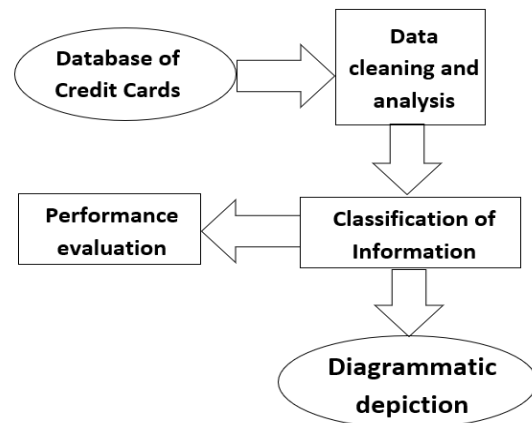 Database of
Credit Cards
Data
cleaning and
analysis
Performance
evaluation
Classification of
Information
Diagrammatic
depiction